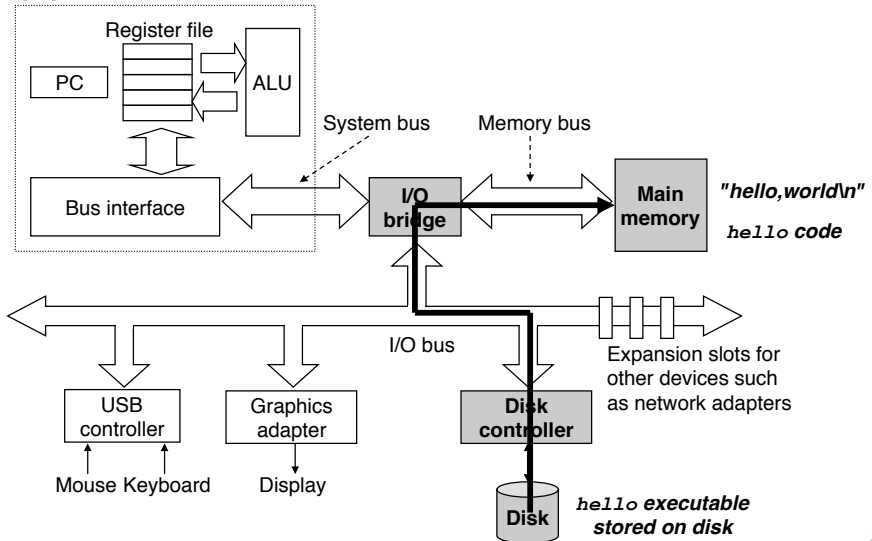 Register file
PC
ALU
System bus
Memory bus
Bus interface
I/O
bridge
Main
memory
"hello,world\n"
hello code
I/O bus
Expansion slots for
other devices such
as network adapters
USB
controller
Graphics
adapter
Disk
controller
Mouse Keyboard
Display
Disk
hello executable
stored on disk